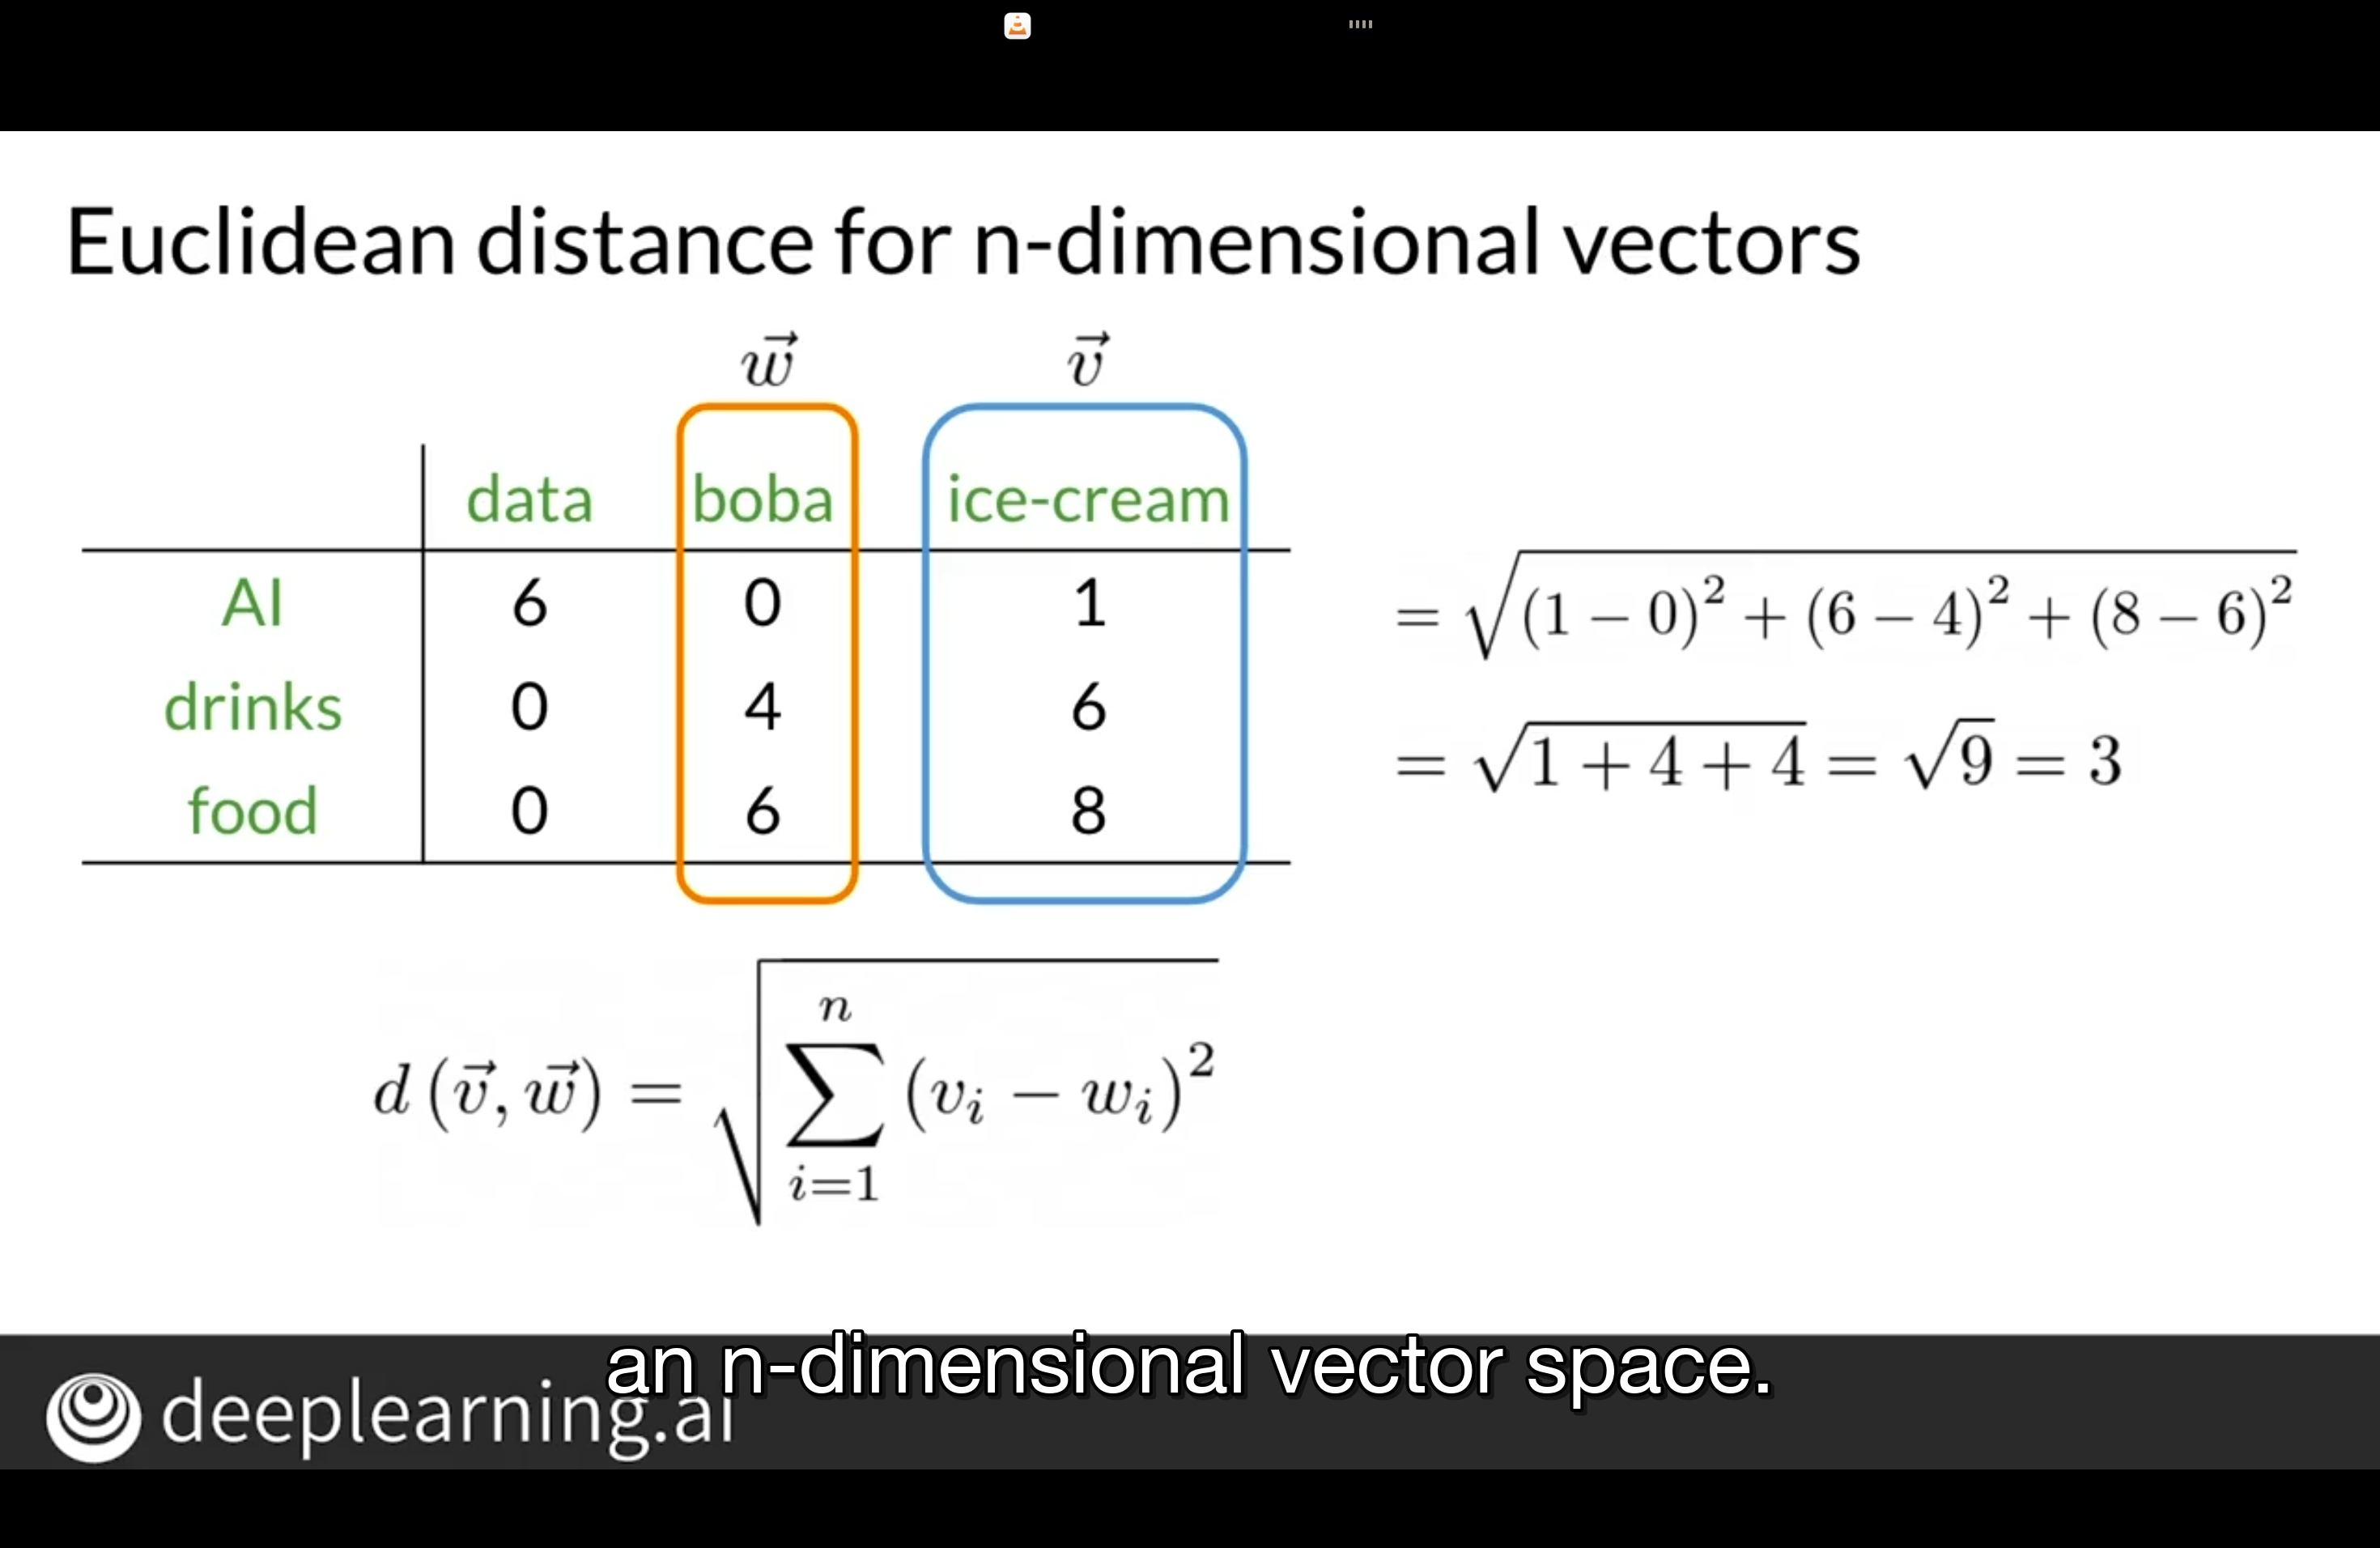 Euclidean distance for n-dimensional vectors
w⃗ v⃗
data boba ice-cream
AI 6 0 1
drinks 0 4 6
food 0 6 8
= √(1 − 0)² + (6 − 4)² + (8 − 6)²
= √1 + 4 + 4 = √9 = 3
d (v⃗, w⃗) = √ n ∑ i=1 (vᵢ − wᵢ)²
an n-dimensional vector space.
deeplearning.ai